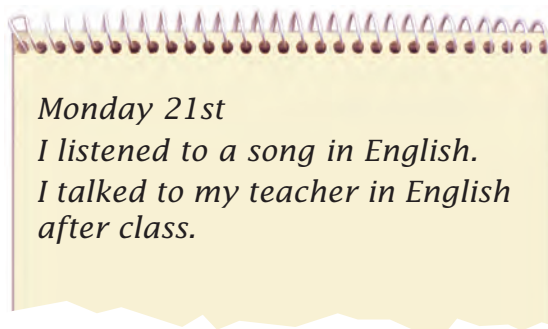 Monday 21st
I listened to a song in English.
I talked to my teacher in English
after class.